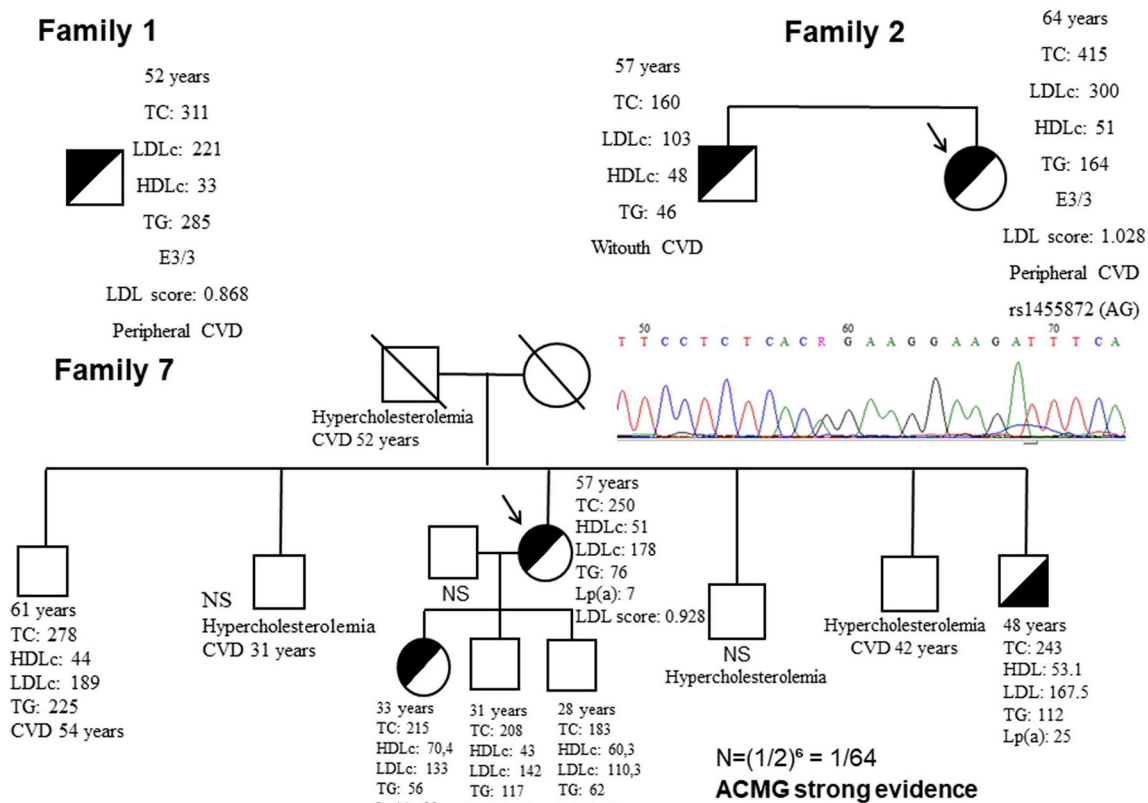 Family 1
52 years
TC: 311
LDLc: 221
HDLc: 33
TG: 285
E3/3
LDL score: 0.868
Peripheral CVD
Family 2
57 years
TC: 160
LDLc: 103
HDLc: 48
TG: 46
Witouth CVD
64 years
TC: 415
LDLc: 300
HDLc: 51
TG: 164
E3/3
LDL score: 1.028
Peripheral CVD
rs1455872 (AG)
50 60 70
T T C C T C T C A C R G A A G G A A G A T T T C A
Family 7
Hypercholesterolemia
CVD 52 years
61 years
TC: 278
HDLc: 44
LDLc: 189
TG: 225
CVD 54 years
NS
Hypercholesterolemia
CVD 31 years
NS
57 years
TC: 250
HDLc: 51
LDLc: 178
TG: 76
Lp(a): 7
LDL score: 0.928
33 years
TC: 215
HDLc: 70,4
LDLc: 133
TG: 56
31 years
TC: 208
HDLc: 43
LDLc: 142
TG: 117
28 years
TC: 183
HDLc: 60,3
LDLc: 110,3
TG: 62
NS
Hypercholesterolemia
Hypercholesterolemia
CVD 42 years
48 years
TC: 243
HDL: 53.1
LDL: 167.5
TG: 112
Lp(a): 25
N=(1/2)⁶ = 1/64
ACMG strong evidence